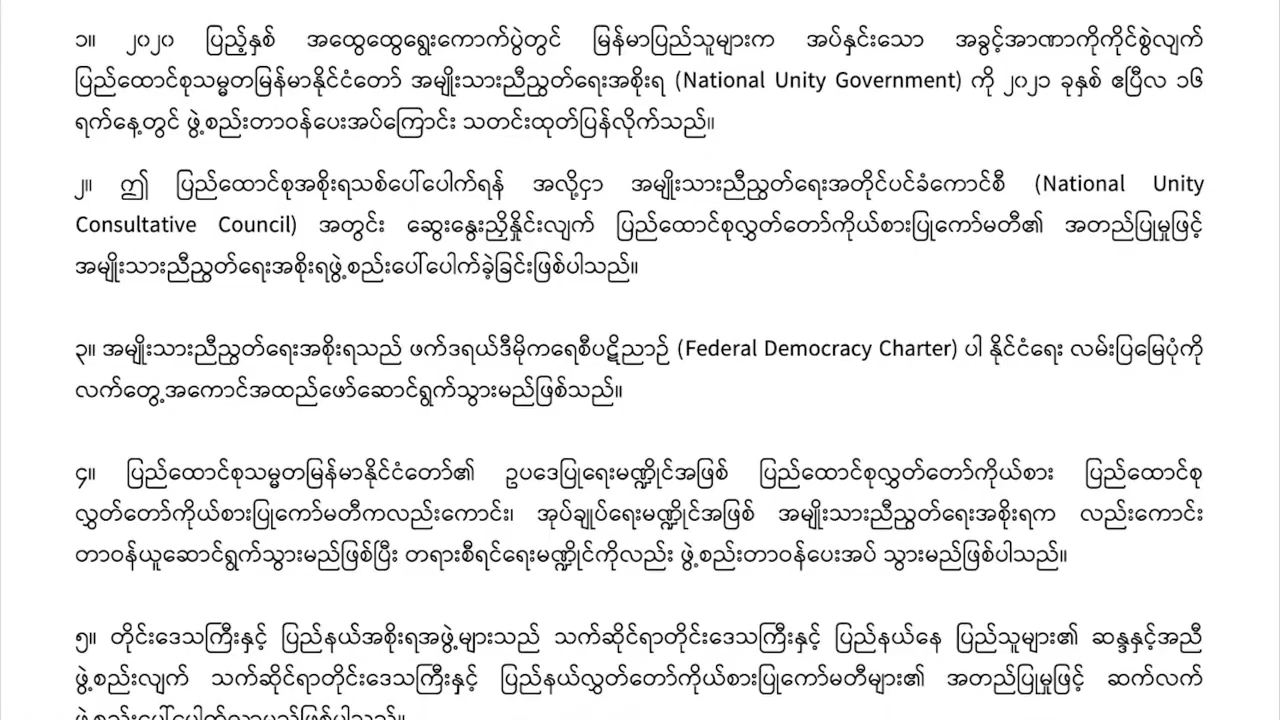 ၁။ ၂၀၂၀ ပြည့်နှစ် အထွေထွေရွေးကောက်ပွဲတွင် မြန်မာပြည်သူများက အပ်နှင်းသော အခွင့်အာဏာကိုကိုင်စွဲလျက်
ပြည်ထောင်စုသမ္မတမြန်မာနိုင်ငံတော် အမျိုးသားညီညွတ်ရေးအစိုးရ (National Unity Government) ကို ၂၀၂၁ ခုနှစ် ဧပြီလ ၁၆
ရက်နေ့တွင် ဖွဲ့စည်းတာဝန်ပေးအပ်ကြောင်း သတင်းထုတ်ပြန်လိုက်သည်။
၂။ ဤ ပြည်ထောင်စုအစိုးရသစ်ပေါ်ပေါက်ရန် အလို့ငှာ အမျိုးသားညီညွတ်ရေးအတိုင်ပင်ခံကောင်စီ (National Unity
Consultative Council) အတွင်း ဆွေးနွေးညှိနှိုင်းလျက် ပြည်ထောင်စုလွှတ်တော်ကိုယ်စားပြုကော်မတီ၏ အတည်ပြုမှုဖြင့်
အမျိုးသားညီညွတ်ရေးအစိုးရဖွဲ့စည်းပေါ်ပေါက်ခဲ့ခြင်းဖြစ်ပါသည်။
၃။ အမျိုးသားညီညွတ်ရေးအစိုးရသည် ဖက်ဒရယ်ဒီမိုကရေစီပဋိညာဉ် (Federal Democracy Charter) ပါ နိုင်ငံရေး လမ်းပြမြေပုံကို
လက်တွေ့အကောင်အထည်ဖော်ဆောင်ရွက်သွားမည်ဖြစ်သည်။
၄။ ပြည်ထောင်စုသမ္မတမြန်မာနိုင်ငံတော်၏ ဥပဒေပြုရေးမဏ္ဍိုင်အဖြစ် ပြည်ထောင်စုလွှတ်တော်ကိုယ်စား ပြည်ထောင်စု
လွှတ်တော်ကိုယ်စားပြုကော်မတီကလည်းကောင်း၊ အုပ်ချုပ်ရေးမဏ္ဍိုင်အဖြစ် အမျိုးသားညီညွတ်ရေးအစိုးရက လည်းကောင်း
တာဝန်ယူဆောင်ရွက်သွားမည်ဖြစ်ပြီး တရားစီရင်ရေးမဏ္ဍိုင်ကိုလည်း ဖွဲ့စည်းတာဝန်ပေးအပ် သွားမည်ဖြစ်ပါသည်။
၅။ တိုင်းဒေသကြီးနှင့် ပြည်နယ်အစိုးရအဖွဲ့များသည် သက်ဆိုင်ရာတိုင်းဒေသကြီးနှင့် ပြည်နယ်နေ ပြည်သူများ၏ ဆန္ဒနှင့်အညီ
ဖွဲ့စည်းလျက် သက်ဆိုင်ရာတိုင်းဒေသကြီးနှင့် ပြည်နယ်လွှတ်တော်ကိုယ်စားပြုကော်မတီများ၏ အတည်ပြုမှုဖြင့် ဆက်လက်